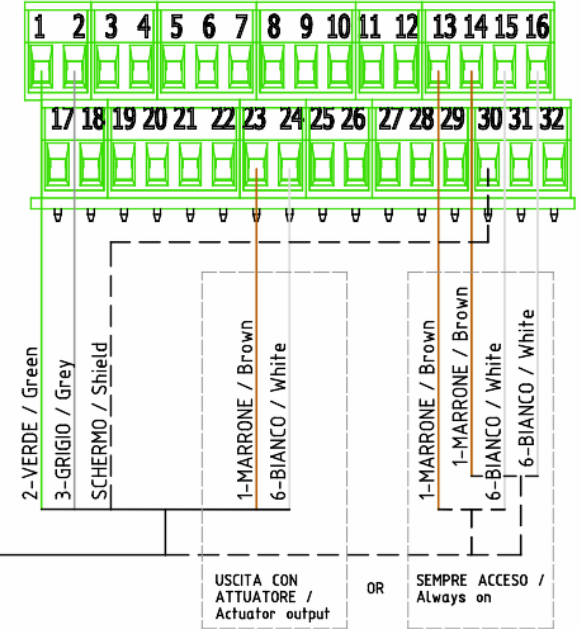 1 2 3 4 5 6 7 8 9 10 11 12 13 14 15 16
17 18 19 20 21 22 23 24 25 26 27 28 29 30 31 32
2-VERDE / Green
3-GRIGIO / Grey
SCHERMO / Shield
1-MARRONE / Brown
6-BIANCO / White
1-MARRONE / Brown
1-MARRONE / Brown
6-BIANCO / White
6-BIANCO / White
USCITA CON
ATTUATORE /
Actuator output
OR
SEMPRE ACCESO /
Always on